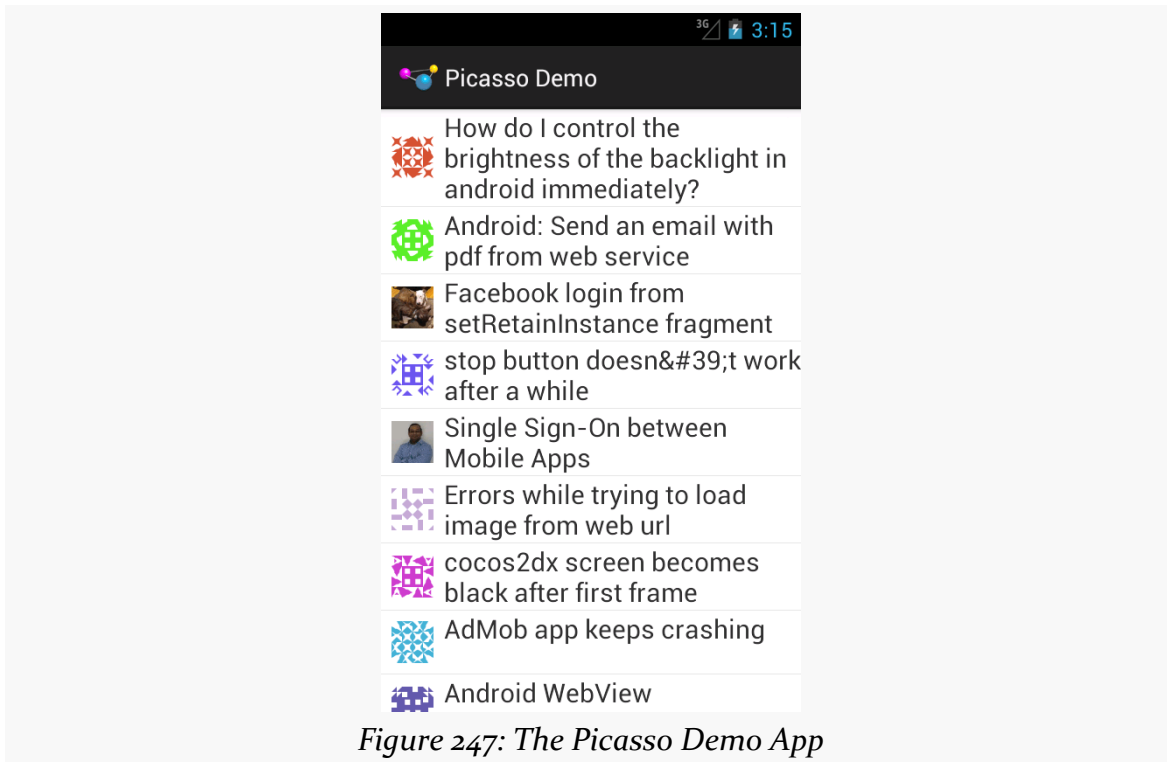 3G 3:15
Picasso Demo
How do I control the
brightness of the backlight in
android immediately?
Android: Send an email with
pdf from web service
Facebook login from
setRetainInstance fragment
stop button doesn&#39;t work
after a while
Single Sign-On between
Mobile Apps
Errors while trying to load
image from web url
cocos2dx screen becomes
black after first frame
AdMob app keeps crashing
Android WebView
Figure 247: The Picasso Demo App